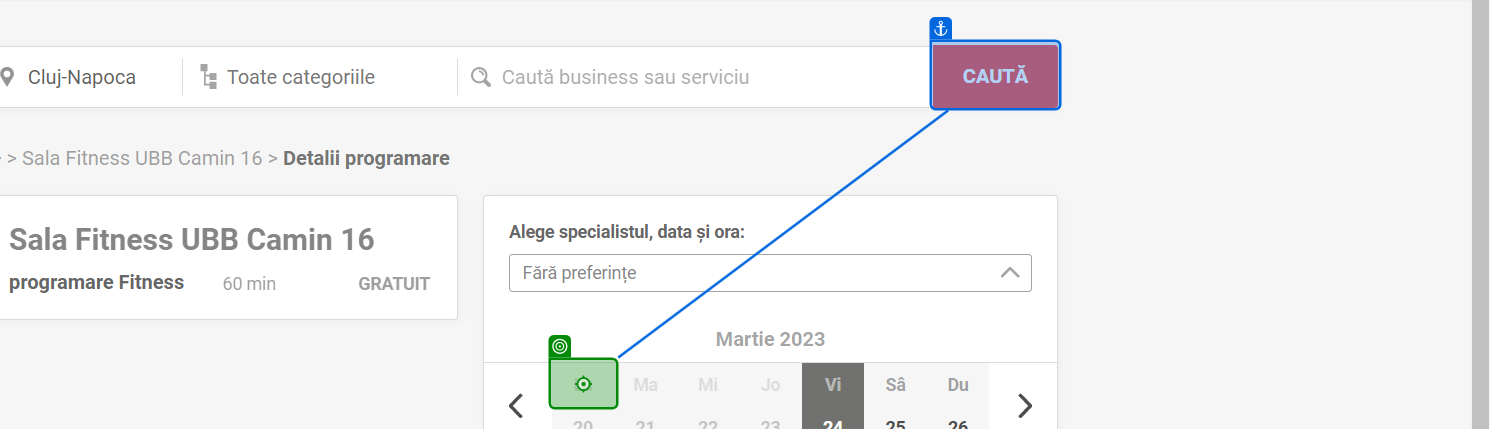 Cluj-Napoca Toate categoriile Caută business sau serviciu CAUTĂ
> Sala Fitness UBB Camin 16 > Detalii programare
Sala Fitness UBB Camin 16
programare Fitness 60 min GRATUIT
Alege specialistul, data și ora:
Fără preferințe
Martie 2023
Ma Mi Jo Vi Sâ Du
20 21 22 23 24 25 26